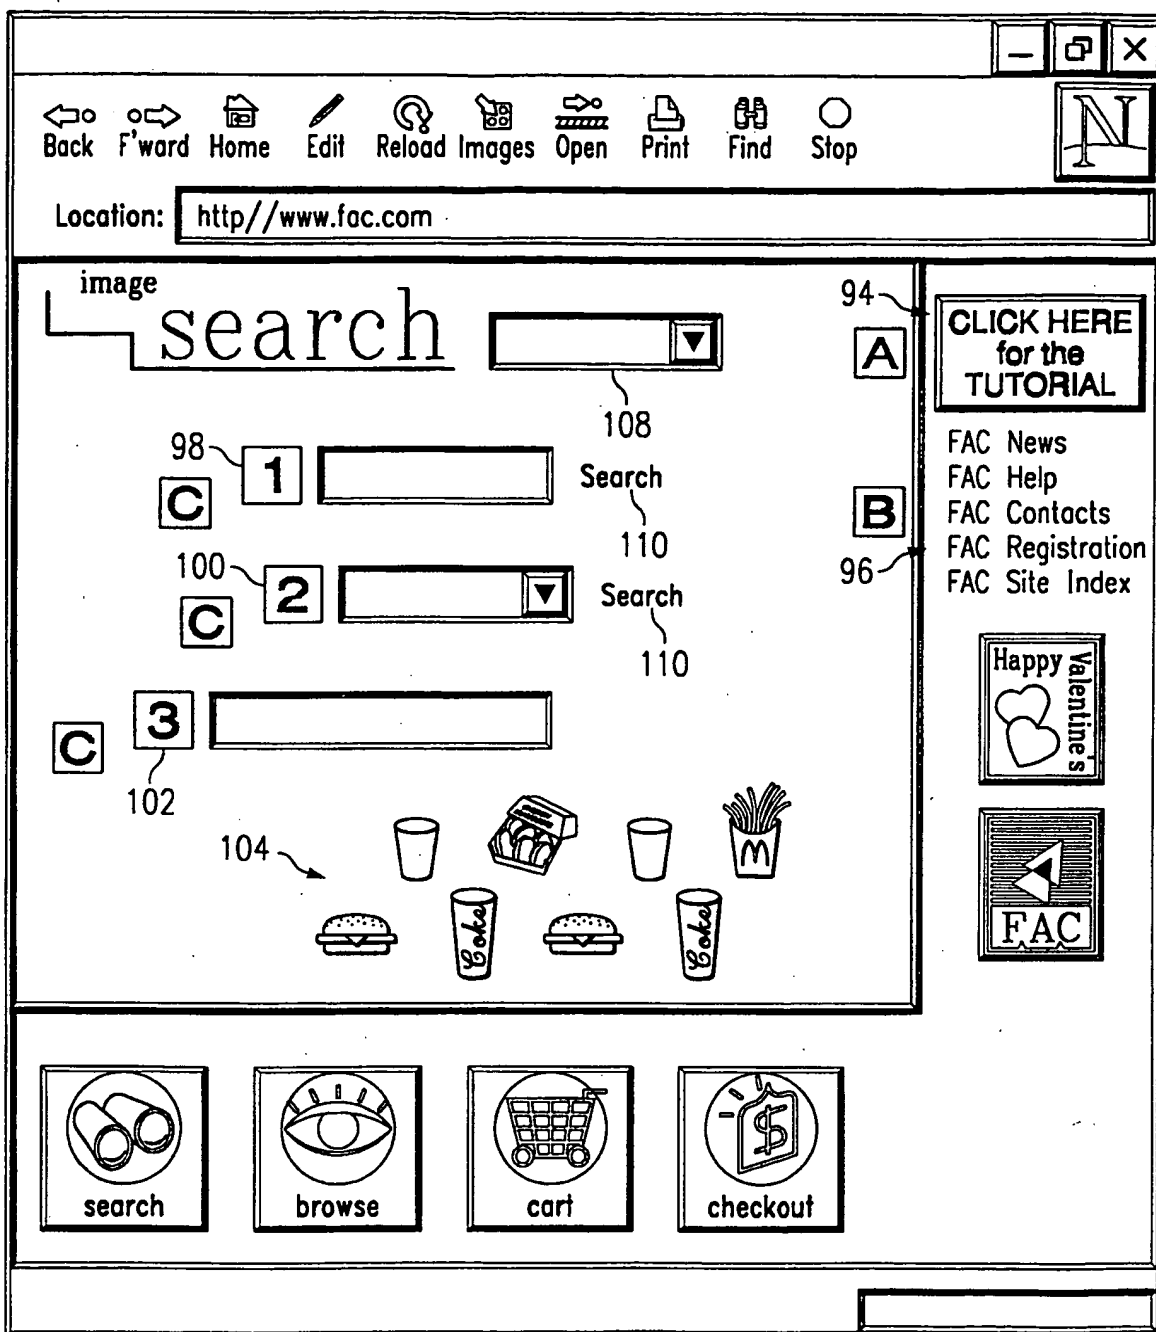 Back F'ward Home Edit Reload Images Open Print Find Stop
N
Location: http//www.fac.com
image
search
108
94
A
CLICK HERE
for the
TUTORIAL
98
1
Search
110
C
B
96
FAC News
FAC Help
FAC Contacts
FAC Registration
FAC Site Index
100
2
Search
110
C
3
C
102
Happy
Valentine's
104
M
Coke
Coke
FAC
search
browse
cart
checkout
$